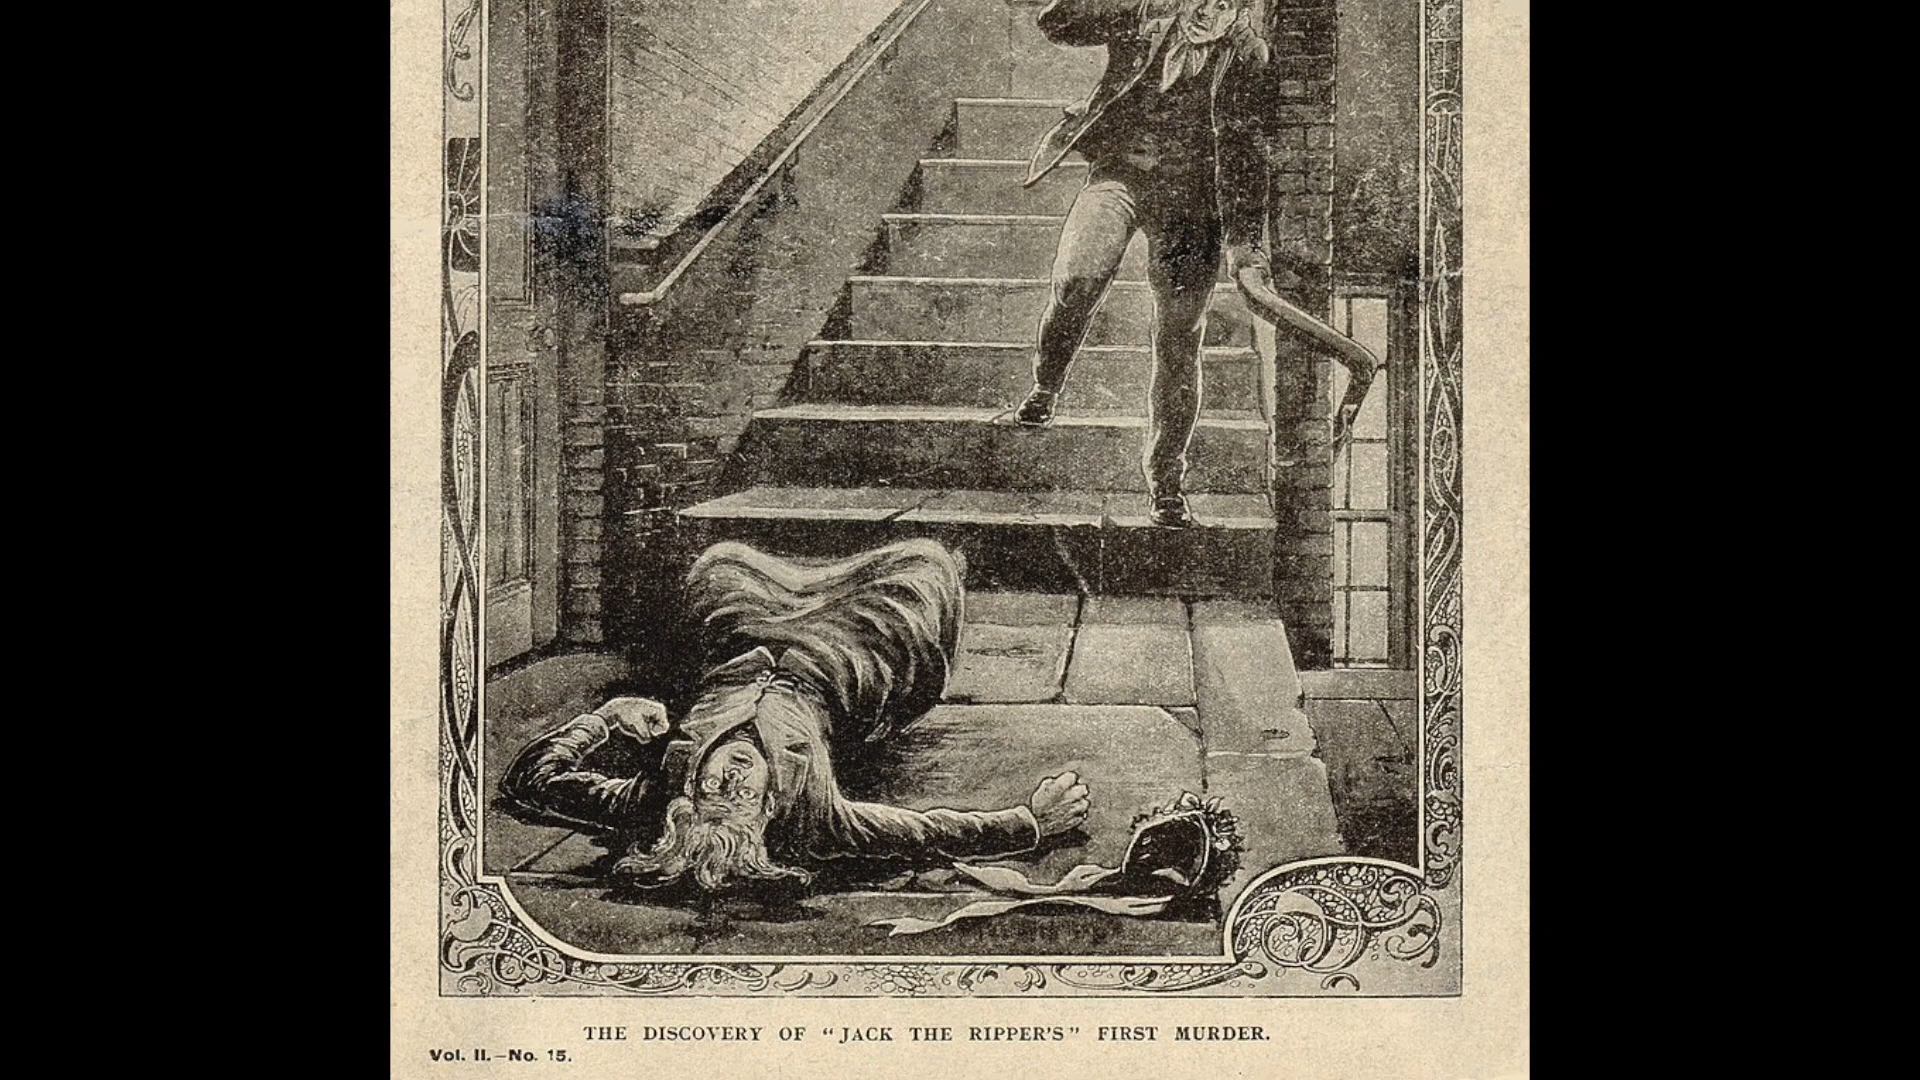 THE DISCOVERY OF “JACK THE RIPPER'S” FIRST MURDER.
Vol. II.—No. 15.